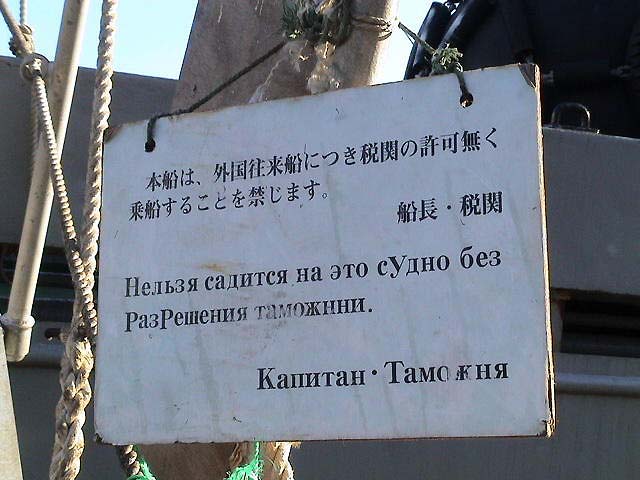 本船は、外国往来船につき税関の許可無く
乗船することを禁じます。
船長・税関
Нельзя садится на это сУдно без
РазРешения таможнни.
Капитан・Таможня